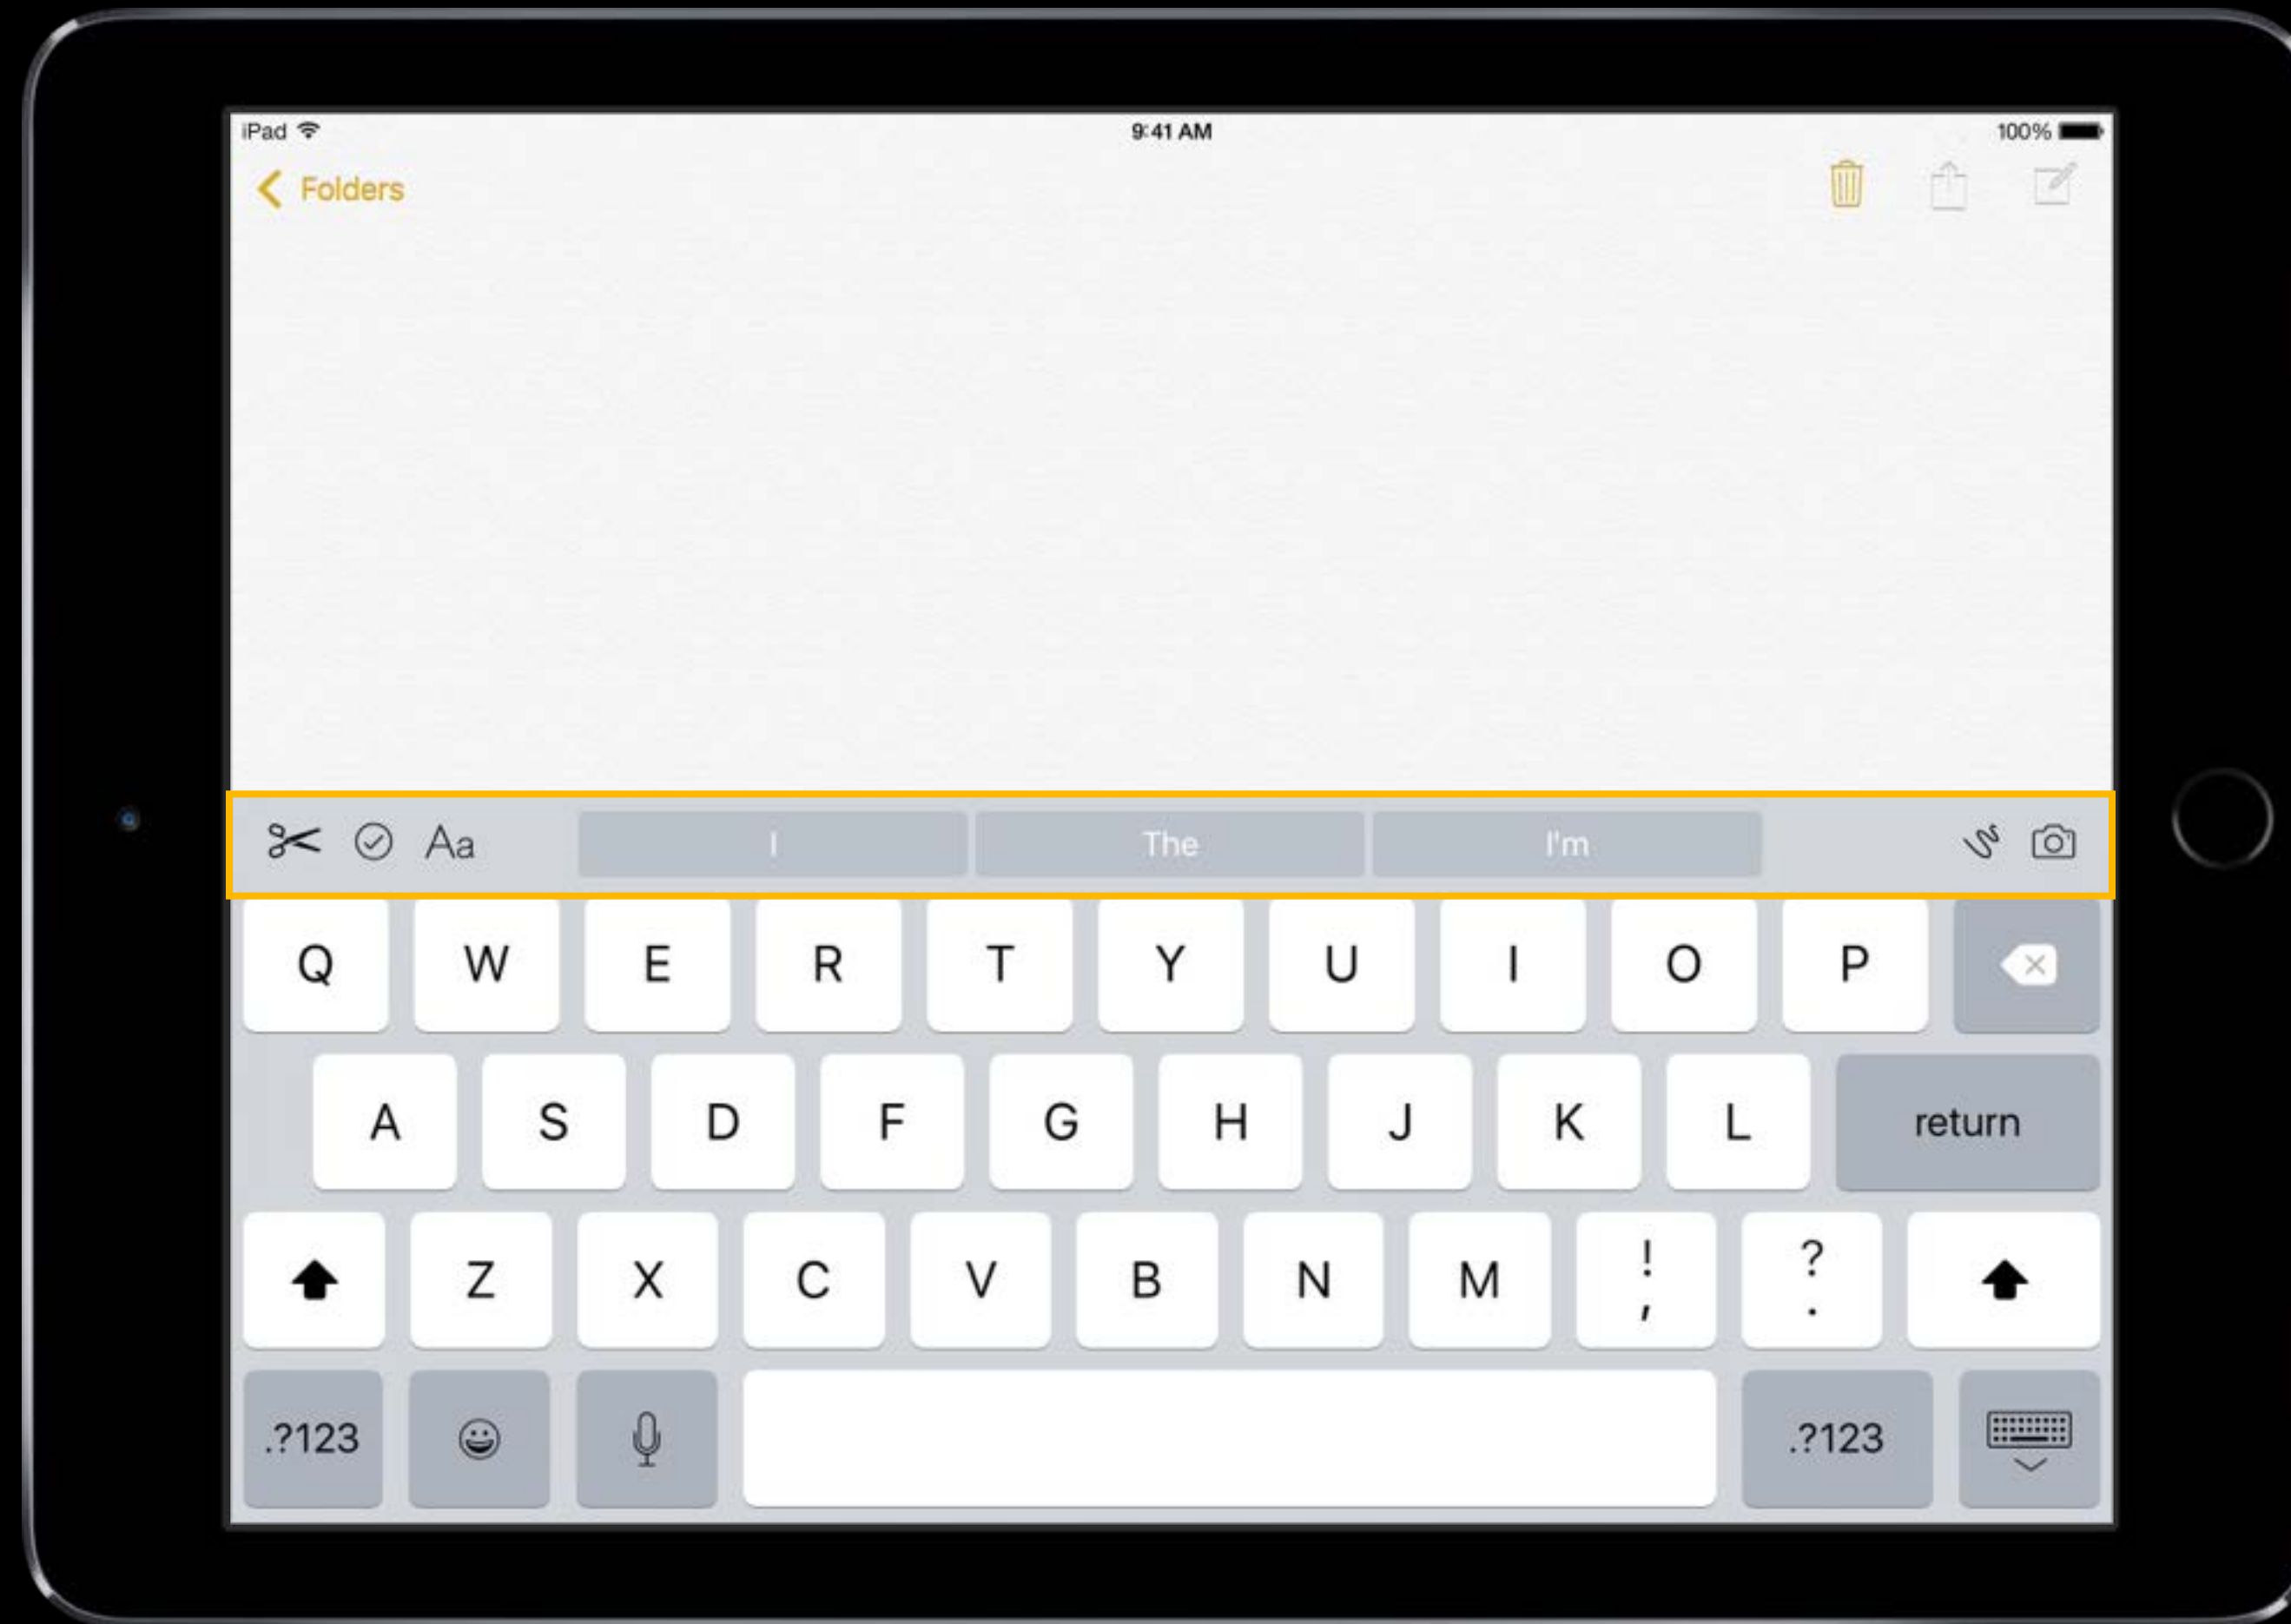 iPad 9:41 AM 100%
Folders
Aa I The I'm
Q W E R T Y U I O P
A S D F G H J K L return
Z X C V B N M ! , ? .
.?123 .?123